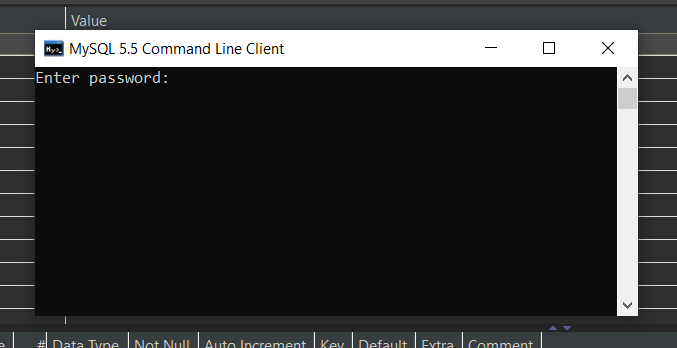 Value
MySQL 5.5 Command Line Client
Enter password:
# Data Type Not Null Auto Increment Key Default Extra Comment